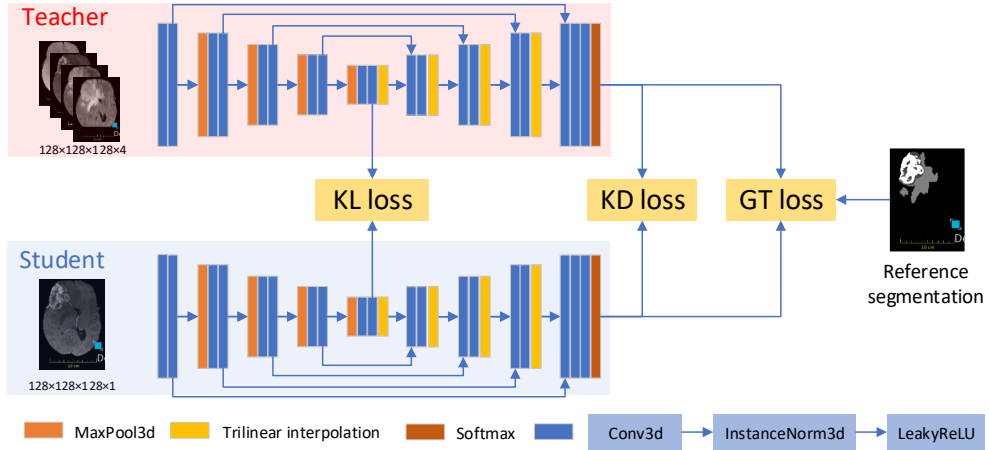 Teacher
128×128×128×4
KL loss
KD loss
GT loss
Reference
segmentation
Student
128×128×128×1
MaxPool3d
Trilinear interpolation
Softmax
Conv3d
InstanceNorm3d
LeakyReLU